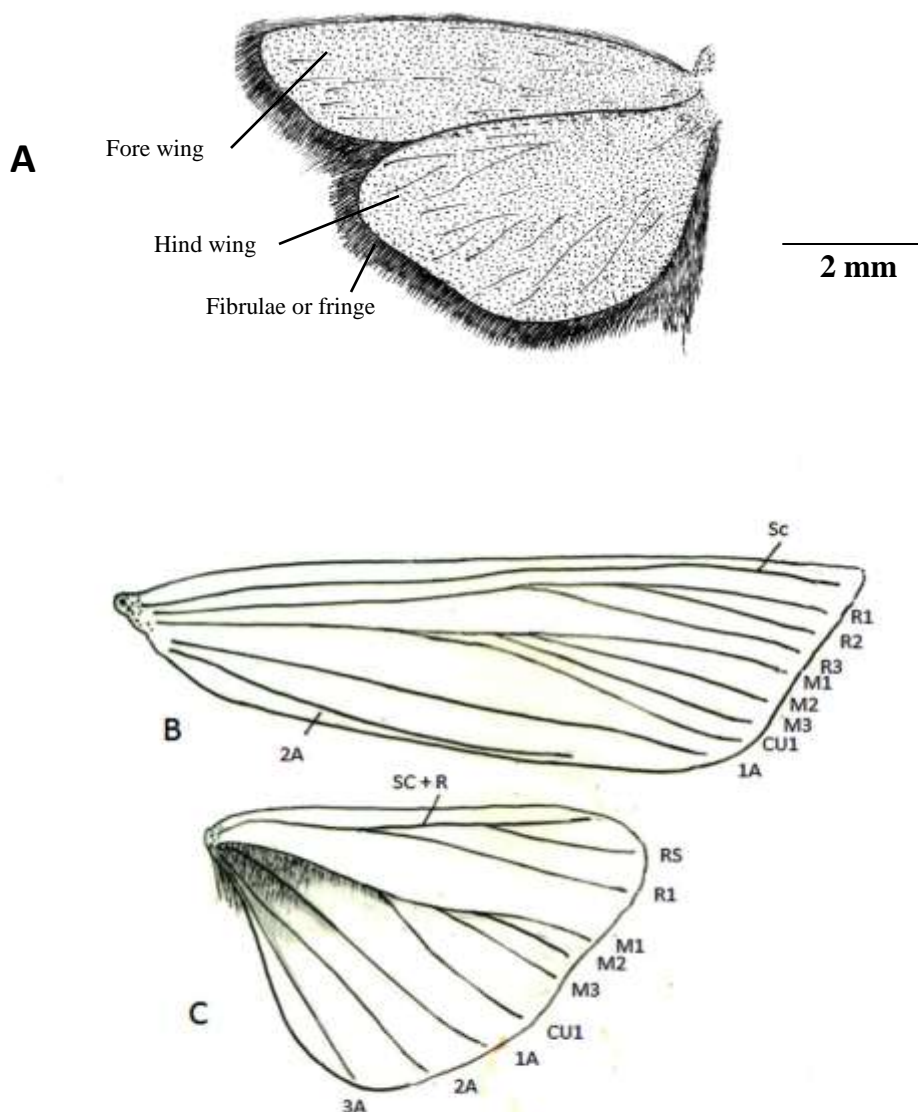 A
Fore wing
Hind wing
Fibrulae or fringe
2 mm
Sc
R1
R2
R3
M1
M2
M3
CU1
1A
2A
B
SC + R
RS
R1
M1
M2
M3
CU1
1A
2A
3A
C